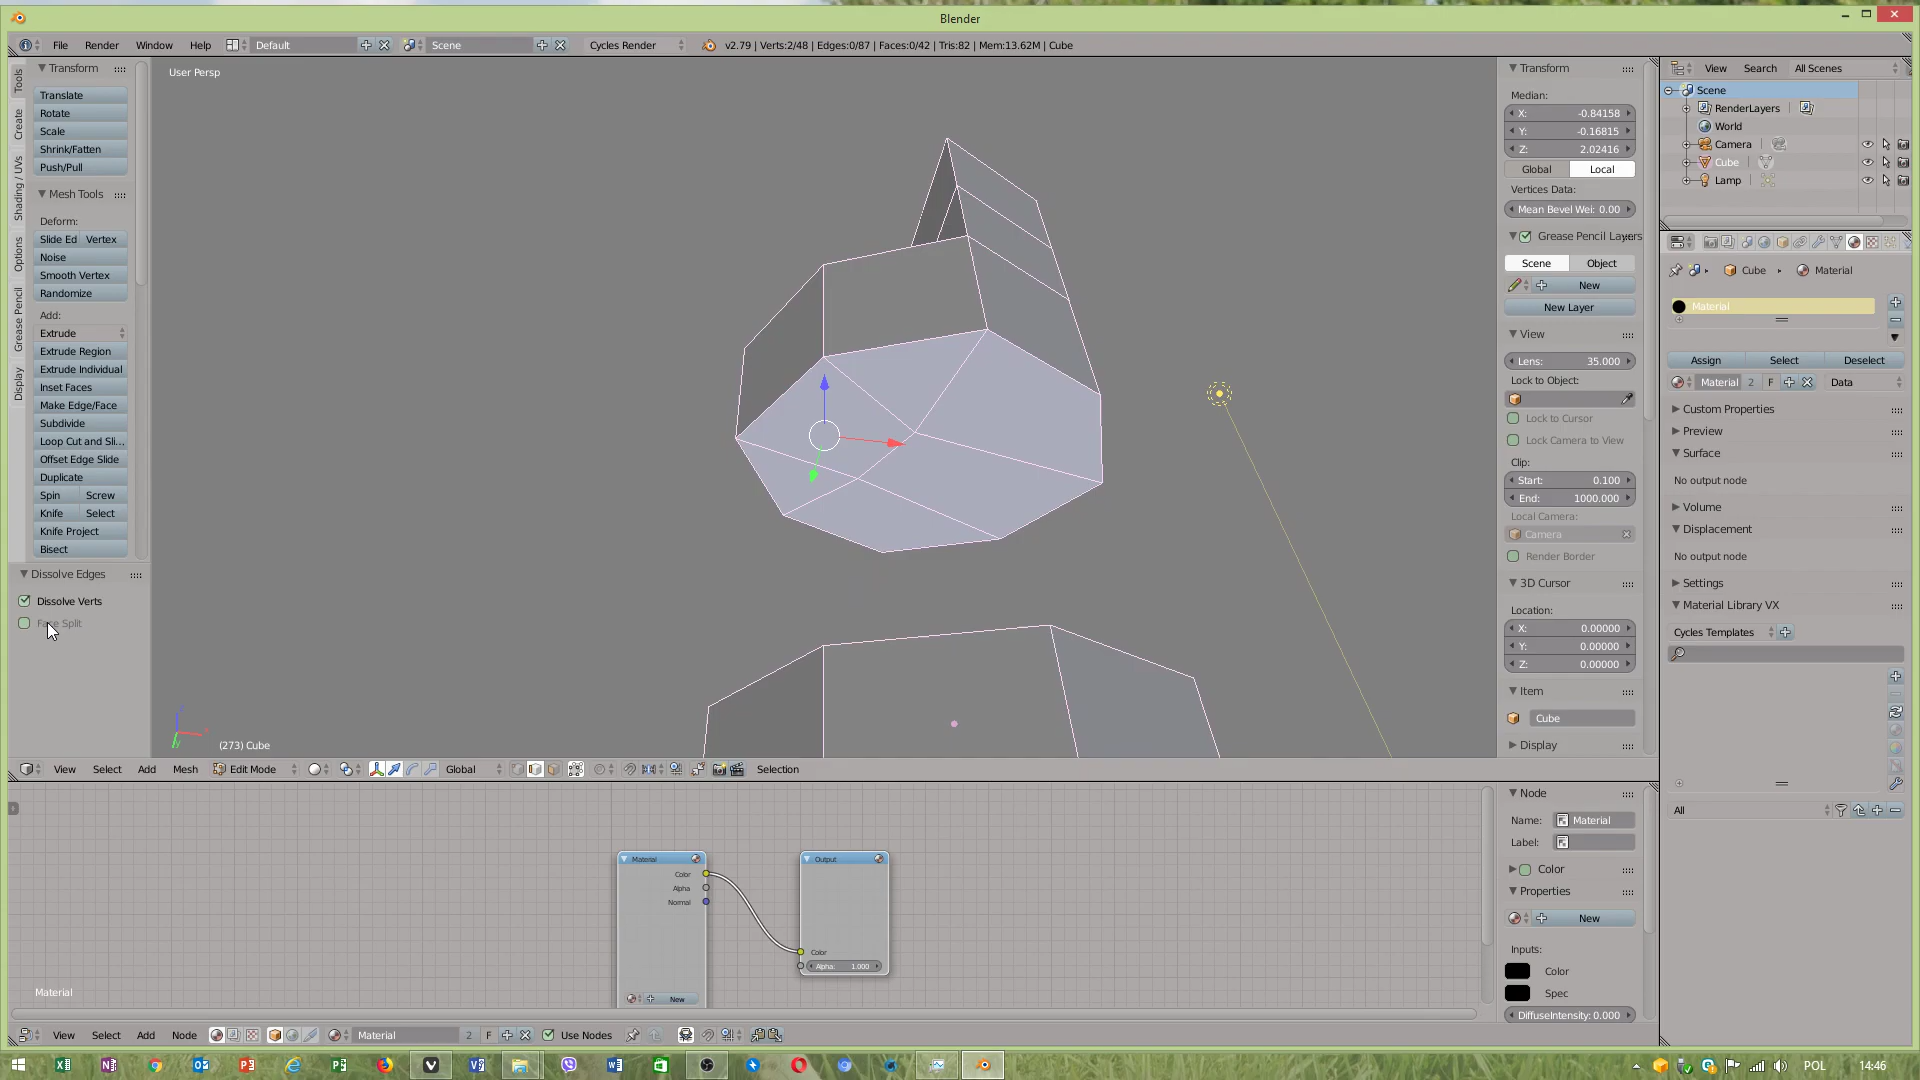 Blender
File Render Window Help Default Scene Cycles Render v2.79 | Verts:2/48 | Edges:0/87 | Faces:0/42 | Tris:82 | Mem:13.62M | Cube
Tools
Create
Shading / UVs
Options
Grease Pencil
Display
Transform
Translate
Rotate
Scale
Shrink/Fatten
Push/Pull
Mesh Tools
Deform:
Slide Ed Vertex
Noise
Smooth Vertex
Randomize
Add:
Extrude
Extrude Region
Extrude Individual
Inset Faces
Make Edge/Face
Subdivide
Loop Cut and Sli...
Offset Edge Slide
Duplicate
Spin Screw
Knife Select
Knife Project
Bisect
Dissolve Edges
Dissolve Verts
Face Split
User Persp
(273) Cube
View Select Add Mesh Edit Mode Global Selection
Transform
Median:
X: -0.84158
Y: -0.16815
Z: 2.02416
Global Local
Vertices Data:
Mean Bevel Wei: 0.00
Grease Pencil Layers
Scene Object
New
New Layer
View
Lens: 35.000
Lock to Object:
Lock to Cursor
Lock Camera to View
Clip:
Start: 0.100
End: 1000.000
Local Camera:
Camera
Render Border
3D Cursor
Location:
X: 0.00000
Y: 0.00000
Z: 0.00000
Item
Cube
Display
View Search All Scenes
Scene
RenderLayers
World
Camera
Cube
Lamp
Cube Material
Material
Assign Select Deselect
Material 2 F Data
Custom Properties
Preview
Surface
No output node
Volume
Displacement
No output node
Settings
Material Library VX
Cycles Templates
All
Material
Color
Alpha
Normal
New
Output
Color
Alpha: 1.000
Material
Node
Name: Material
Label:
Color
Properties
New
Inputs:
Color
Spec
DiffuseIntensity: 0.000
View Select Add Node Material 2 F Use Nodes
POL 14:46